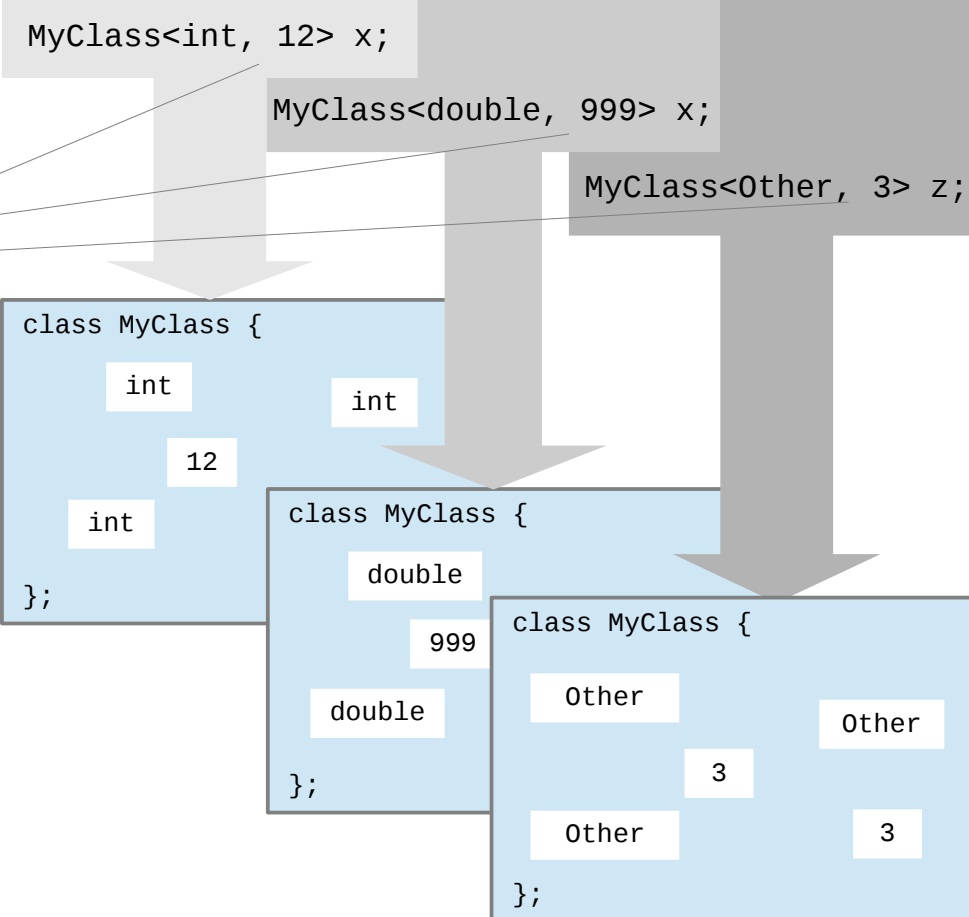 MyClass<int, 12> x;
MyClass<double, 999> x;
MyClass<Other, 3> z;
class MyClass {
int
int
12
int
};
class MyClass {
double
999
double
};
class MyClass {
Other
Other
3
Other
3
};